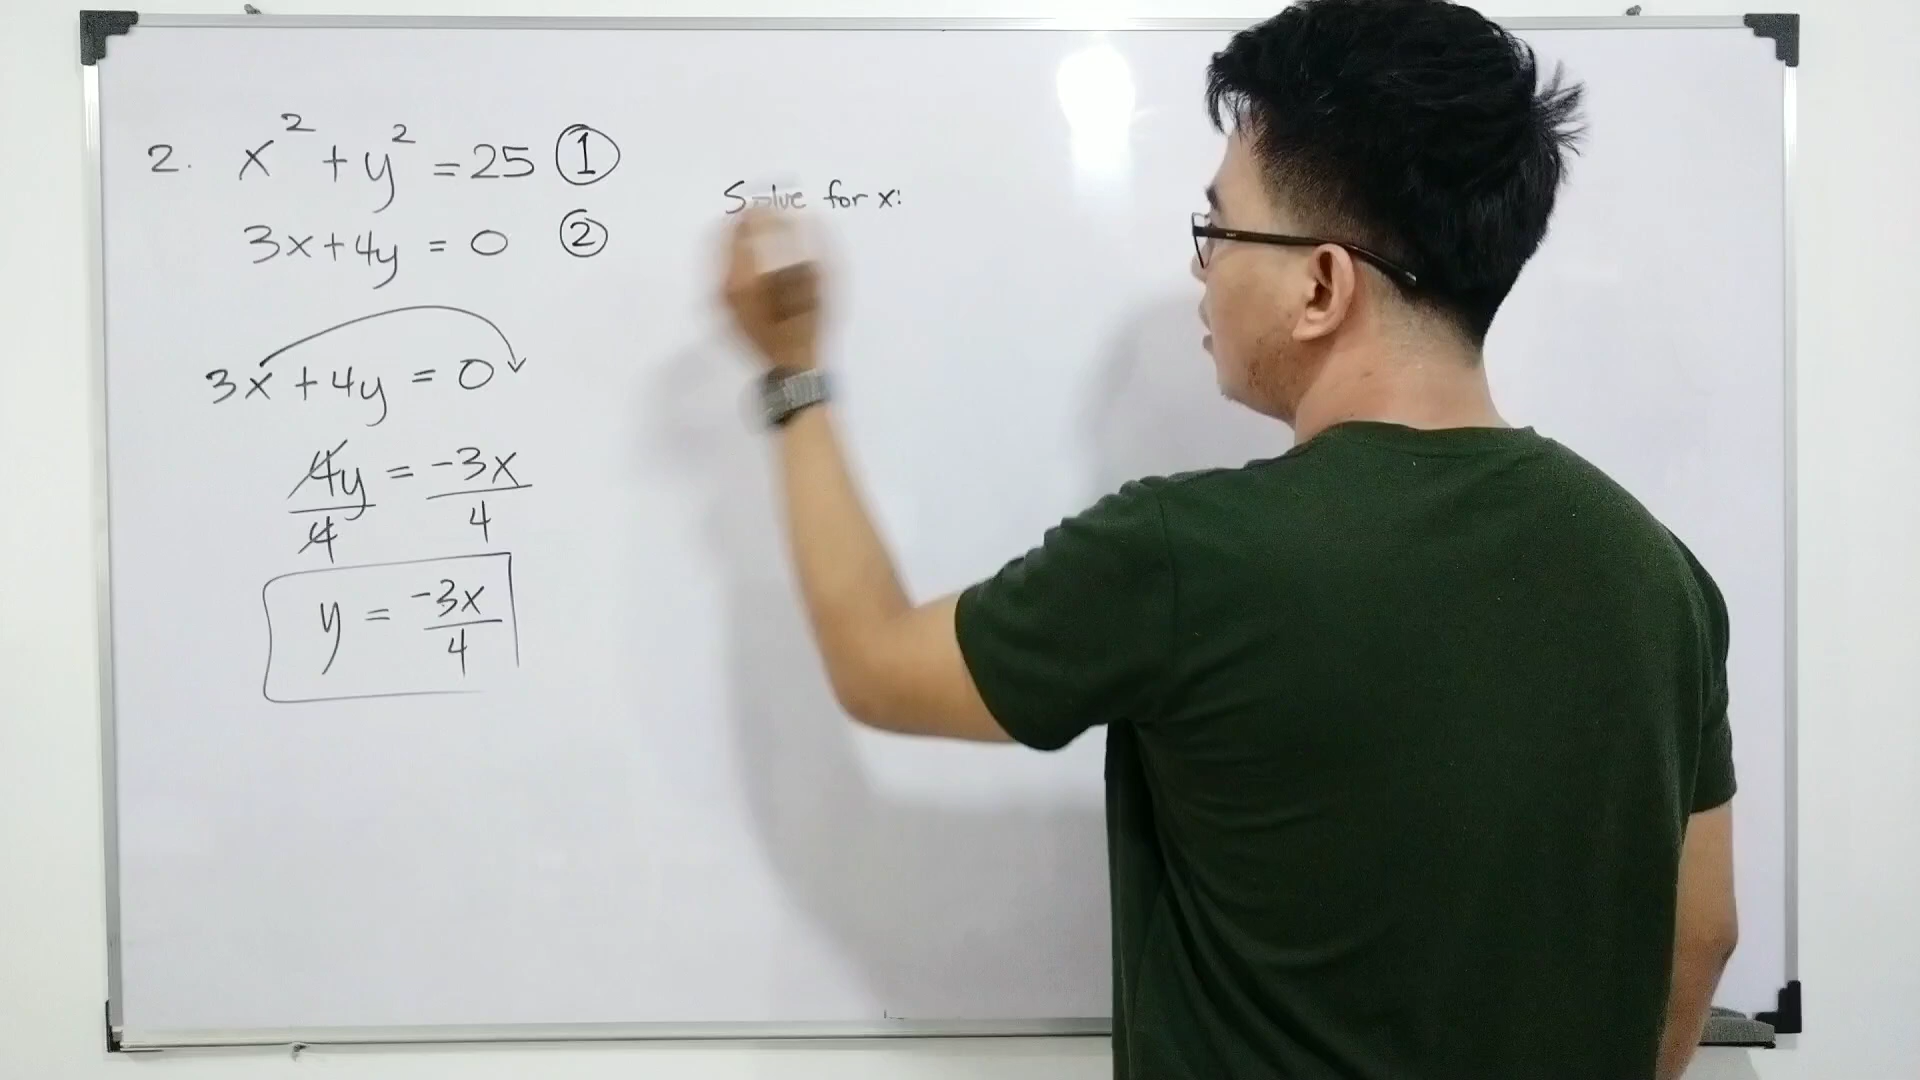 2. x² + y² = 25 ①
3x + 4y = 0 ②
3x + 4y = 0
4y/4 = -3x/4
y = -3x/4
Solve for x: